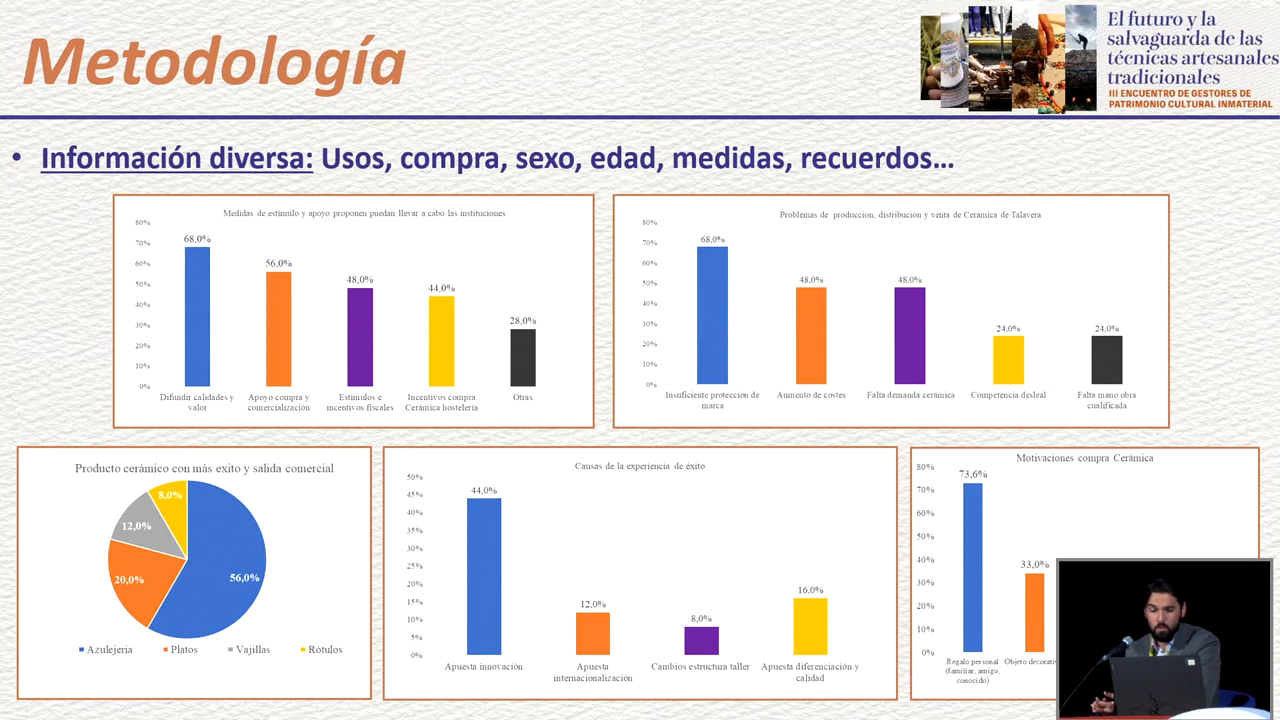 Metodología
El futuro y la
salvaguarda de las
técnicas artesanales
tradicionales
III ENCUENTRO DE GESTORES DE
PATRIMONIO CULTURAL INMATERIAL
• Información diversa: Usos, compra, sexo, edad, medidas, recuerdos...
Medidas de estímulo y apoyo proponen puedan llevar a cabo las instituciones
80%
70%
60%
50%
40%
30%
20%
10%
0%
68,0%
56,0%
48,0%
44,0%
28,0%
Difundir calidades y
valor
Apoyo compra y
comercialización
Estímulos e
incentivos fiscales
Incentivos compra
Cerámica hostelería
Otras
Problemas de producción, distribución y venta de Cerámica de Talavera
80%
70%
60%
50%
40%
30%
20%
10%
0%
68,0%
48,0%
48,0%
24,0%
24,0%
Insuficiente proteccion de
marca
Aumento de costes
Falta demanda cerámica
Competencia desleal
Falta mano obra
cualificada
Producto cerámico con más exito y salida comercial
8,0%
12,0%
20,0%
56,0%
Azulejeria
Platos
Vajillas
Rótulos
Causas de la experiencia de éxito
50%
45%
40%
35%
30%
25%
20%
15%
10%
5%
0%
44,0%
12,0%
8,0%
16,0%
Apuesta innovación
Apuesta
internacionalización
Cambios estructura taller
Apuesta diferenciación y
calidad
Motivaciones compra Cerámica
80%
70%
60%
50%
40%
30%
20%
10%
0%
73,6%
33,0%
Regalo personal
(familiar, amigo,
conocido)
Objeto